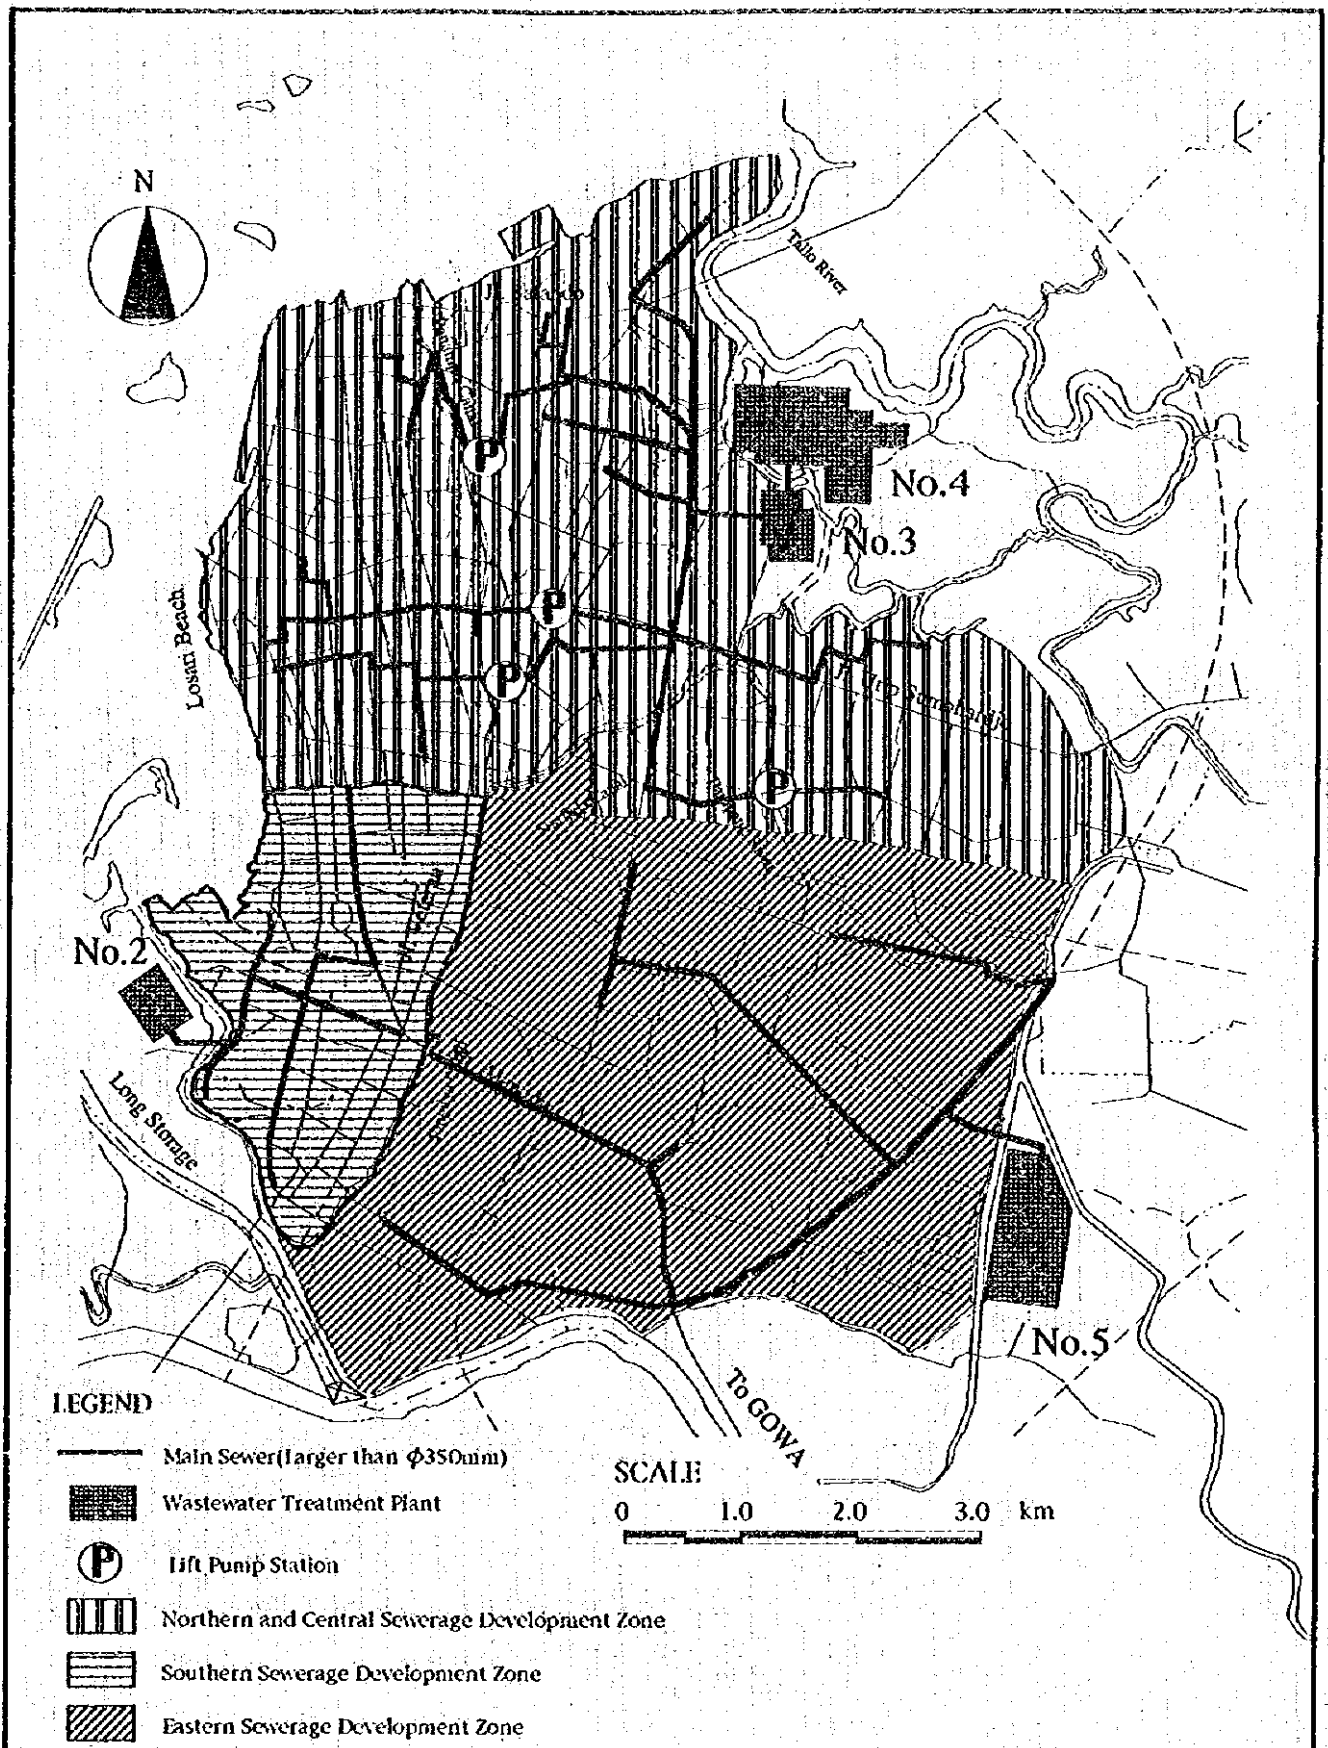 N
Tallo River
No.4
No.3
Losari Beach
No.2
Long Storage
No.5
To GOWA
LEGEND
Main Sewer(larger than ϕ350mm)
Wastewater Treatment Plant
P Lift Pump Station
Northern and Central Sewerage Development Zone
Southern Sewerage Development Zone
Eastern Sewerage Development Zone
SCALE
0 1.0 2.0 3.0 km
P
P
P
P